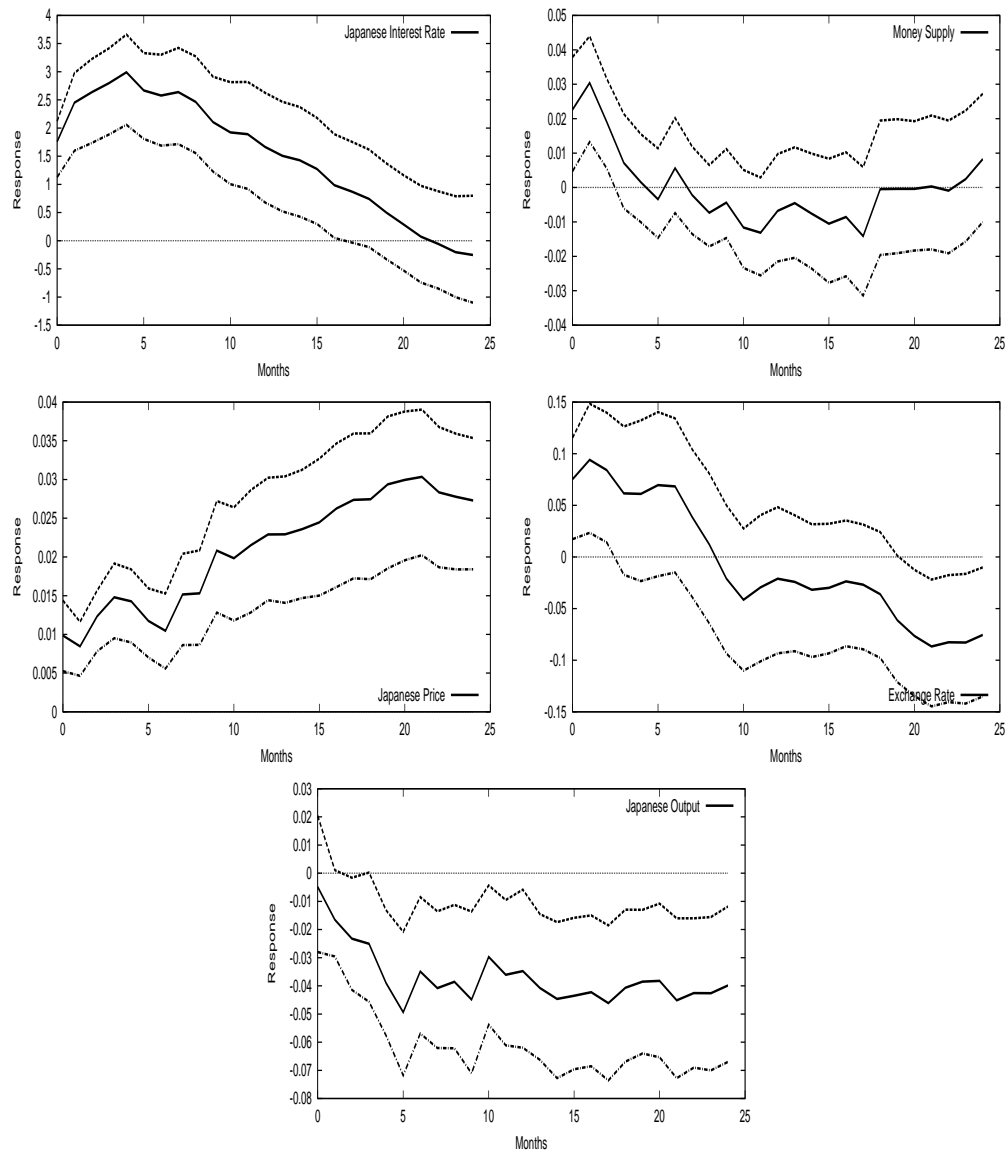 Japanese Interest Rate
4
3.5
3
2.5
2
1.5
1
0.5
0
-0.5
-1
-1.5
Response
0 5 10 15 20 25
Months
Money Supply
0.05
0.04
0.03
0.02
0.01
0
-0.01
-0.02
-0.03
-0.04
Response
0 5 10 15 20 25
Months
0.04
0.035
0.03
0.025
0.02
0.015
0.01
0.005
0
Response
Japanese Price
0 5 10 15 20 25
Months
0.15
0.1
0.05
0
-0.05
-0.1
-0.15
Response
Exchange Rate
0 5 10 15 20 25
Months
Japanese Output
0.03
0.02
0.01
0
-0.01
-0.02
-0.03
-0.04
-0.05
-0.06
-0.07
-0.08
Response
0 5 10 15 20 25
Months